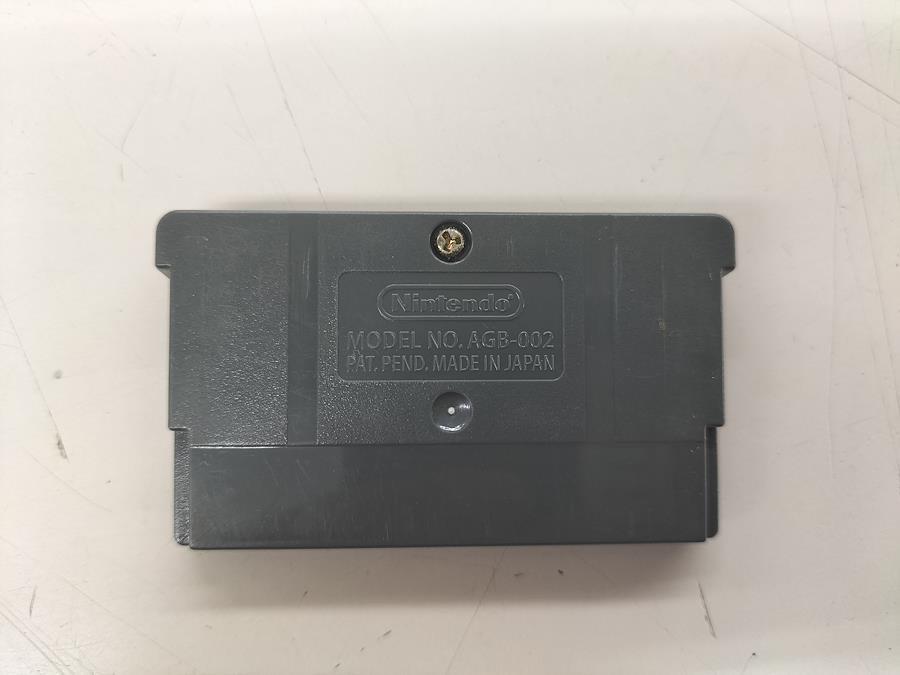 Nintendo®
MODEL NO. AGB-002
PAT. PEND. MADE IN JAPAN